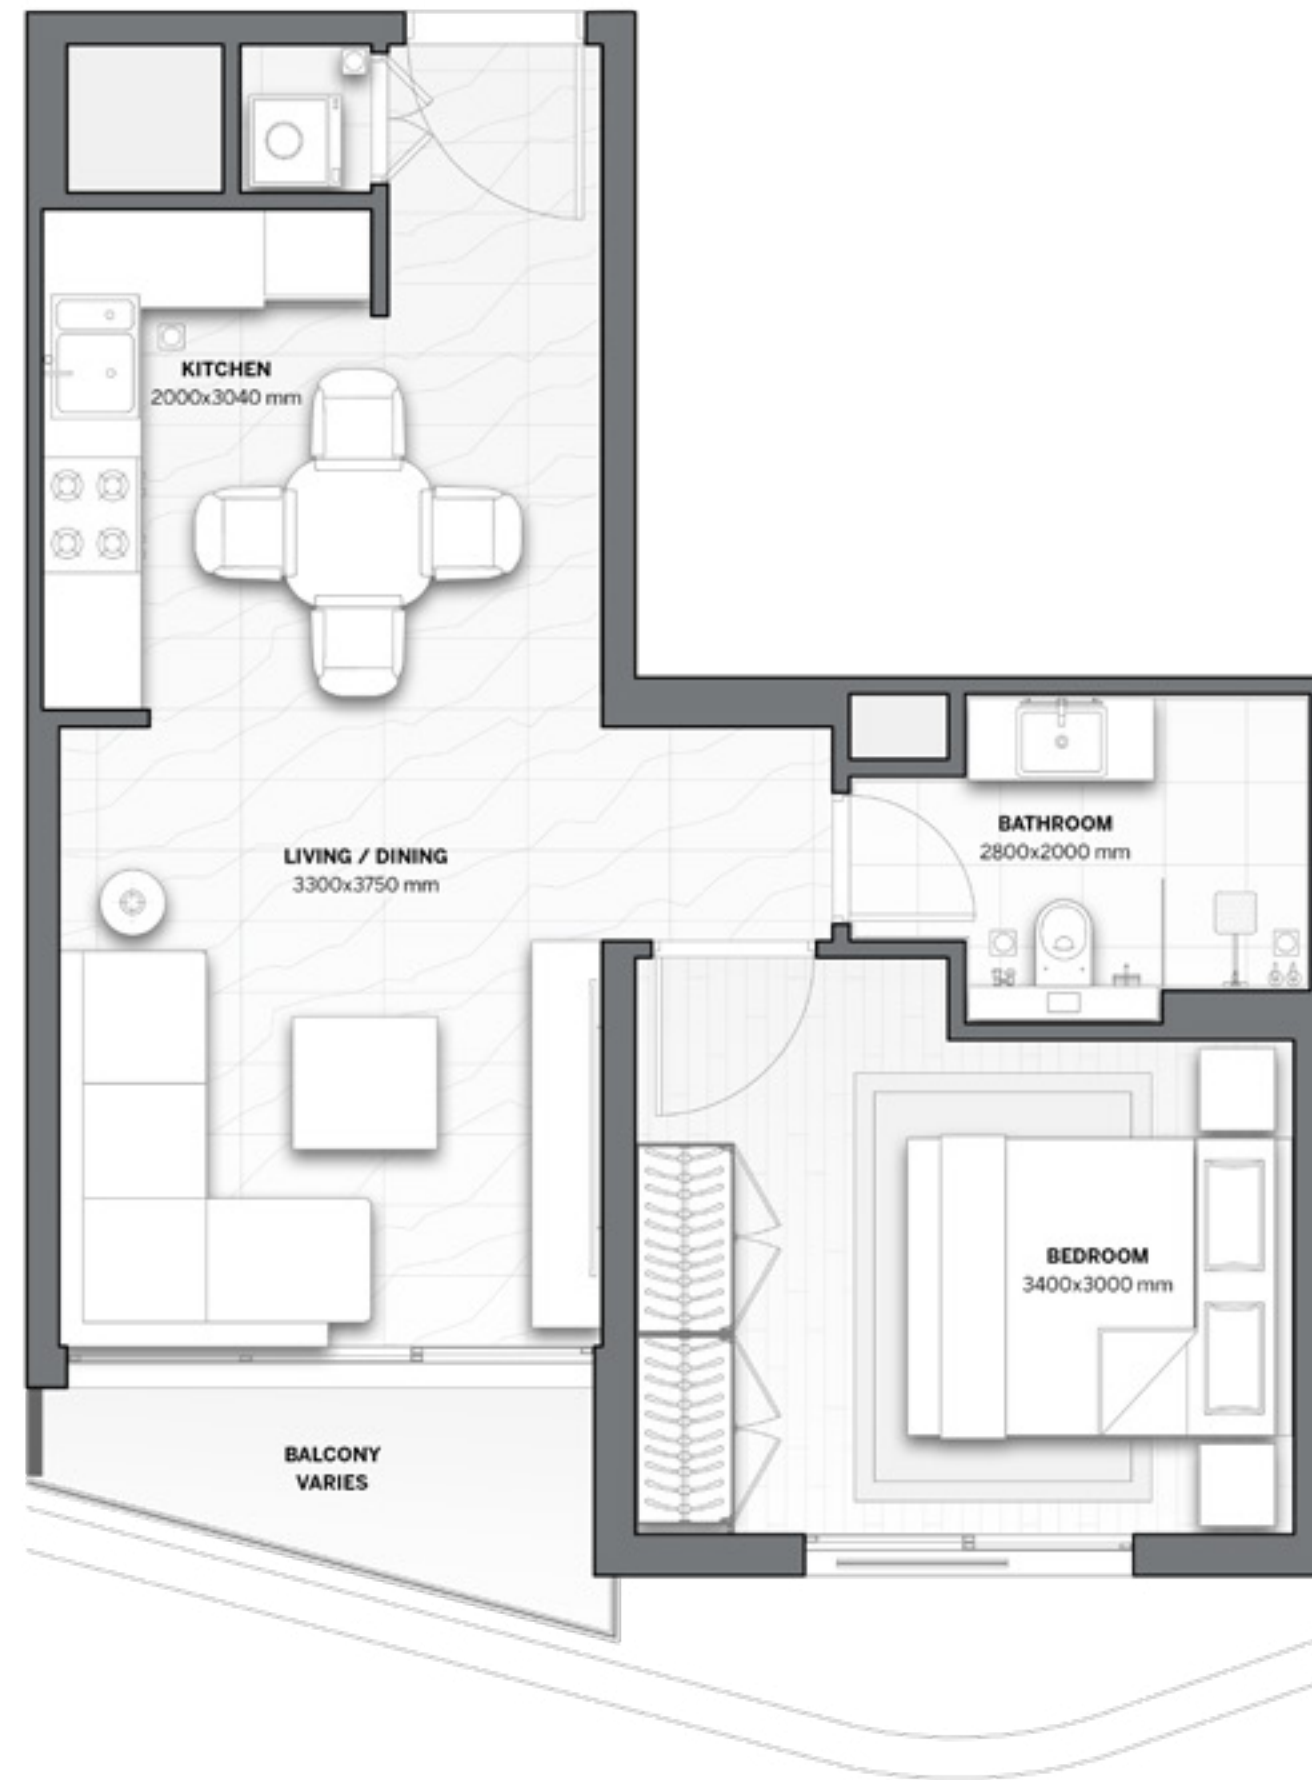 KITCHEN
2000x3040 mm
LIVING / DINING
3300x3750 mm
BATHROOM
2800x2000 mm
BEDROOM
3400x3000 mm
BALCONY
VARIES